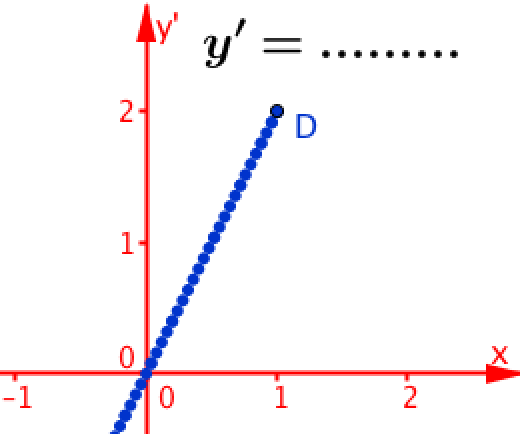 y'
y′ = .........
2
D
1
0
x
–1 0 1 2